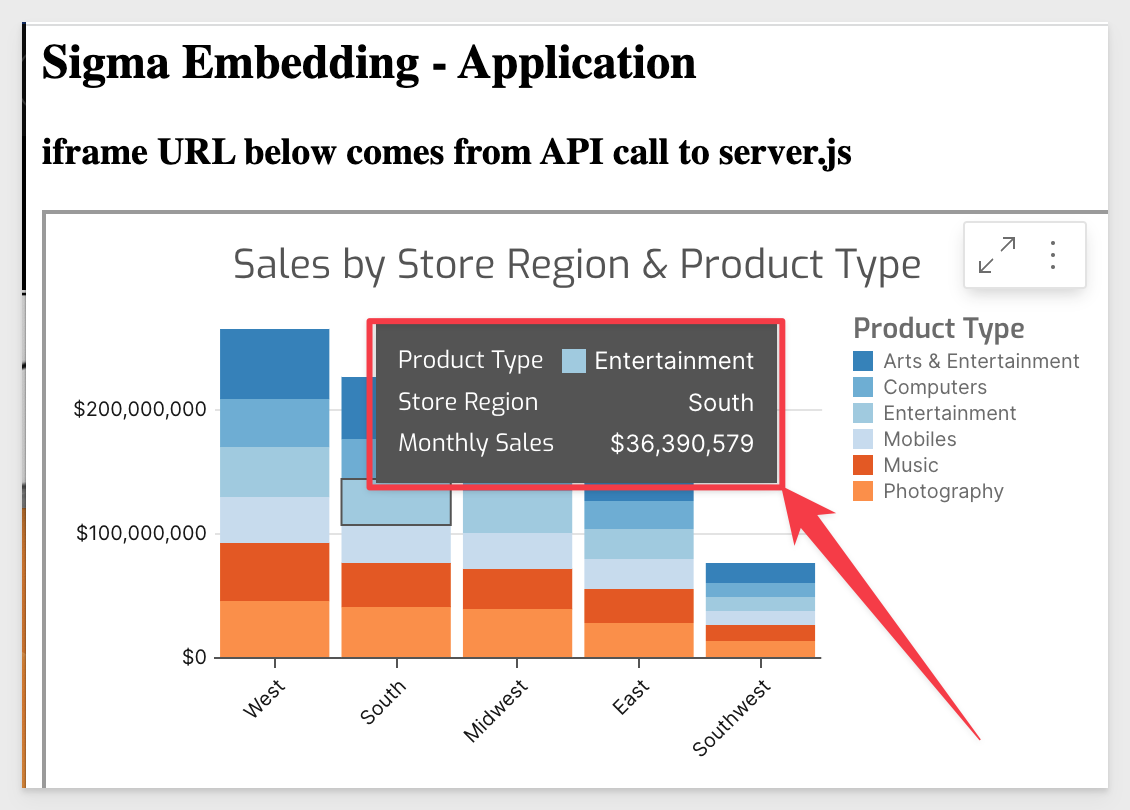 Sigma Embedding - Application
iframe URL below comes from API call to server.js
Sales by Store Region & Product Type
Product Type
Arts & Entertainment
Computers
Entertainment
Mobiles
Music
Photography
Product Type Entertainment
Store Region South
Monthly Sales $36,390,579
$200,000,000
$100,000,000
$0
West
South
Midwest
East
Southwest